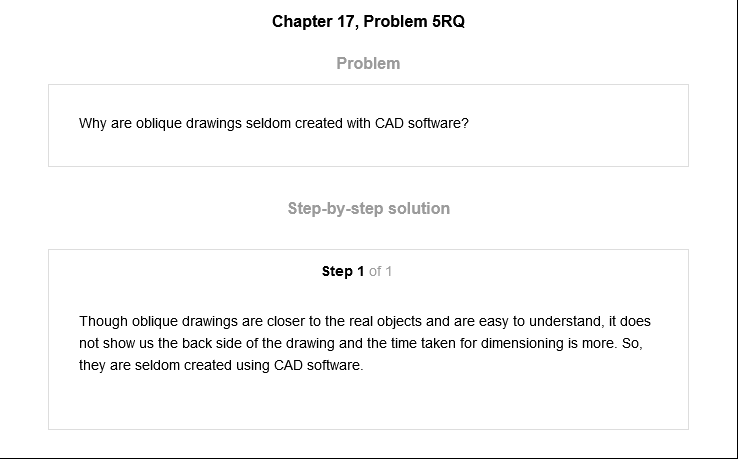 Chapter 17, Problem 5RQ
Problem
Why are oblique drawings seldom created with CAD software?
Step-by-step solution
Step 1 of 1
Though oblique drawings are closer to the real objects and are easy to understand, it does
not show us the back side of the drawing and the time taken for dimensioning is more. So,
they are seldom created using CAD software.